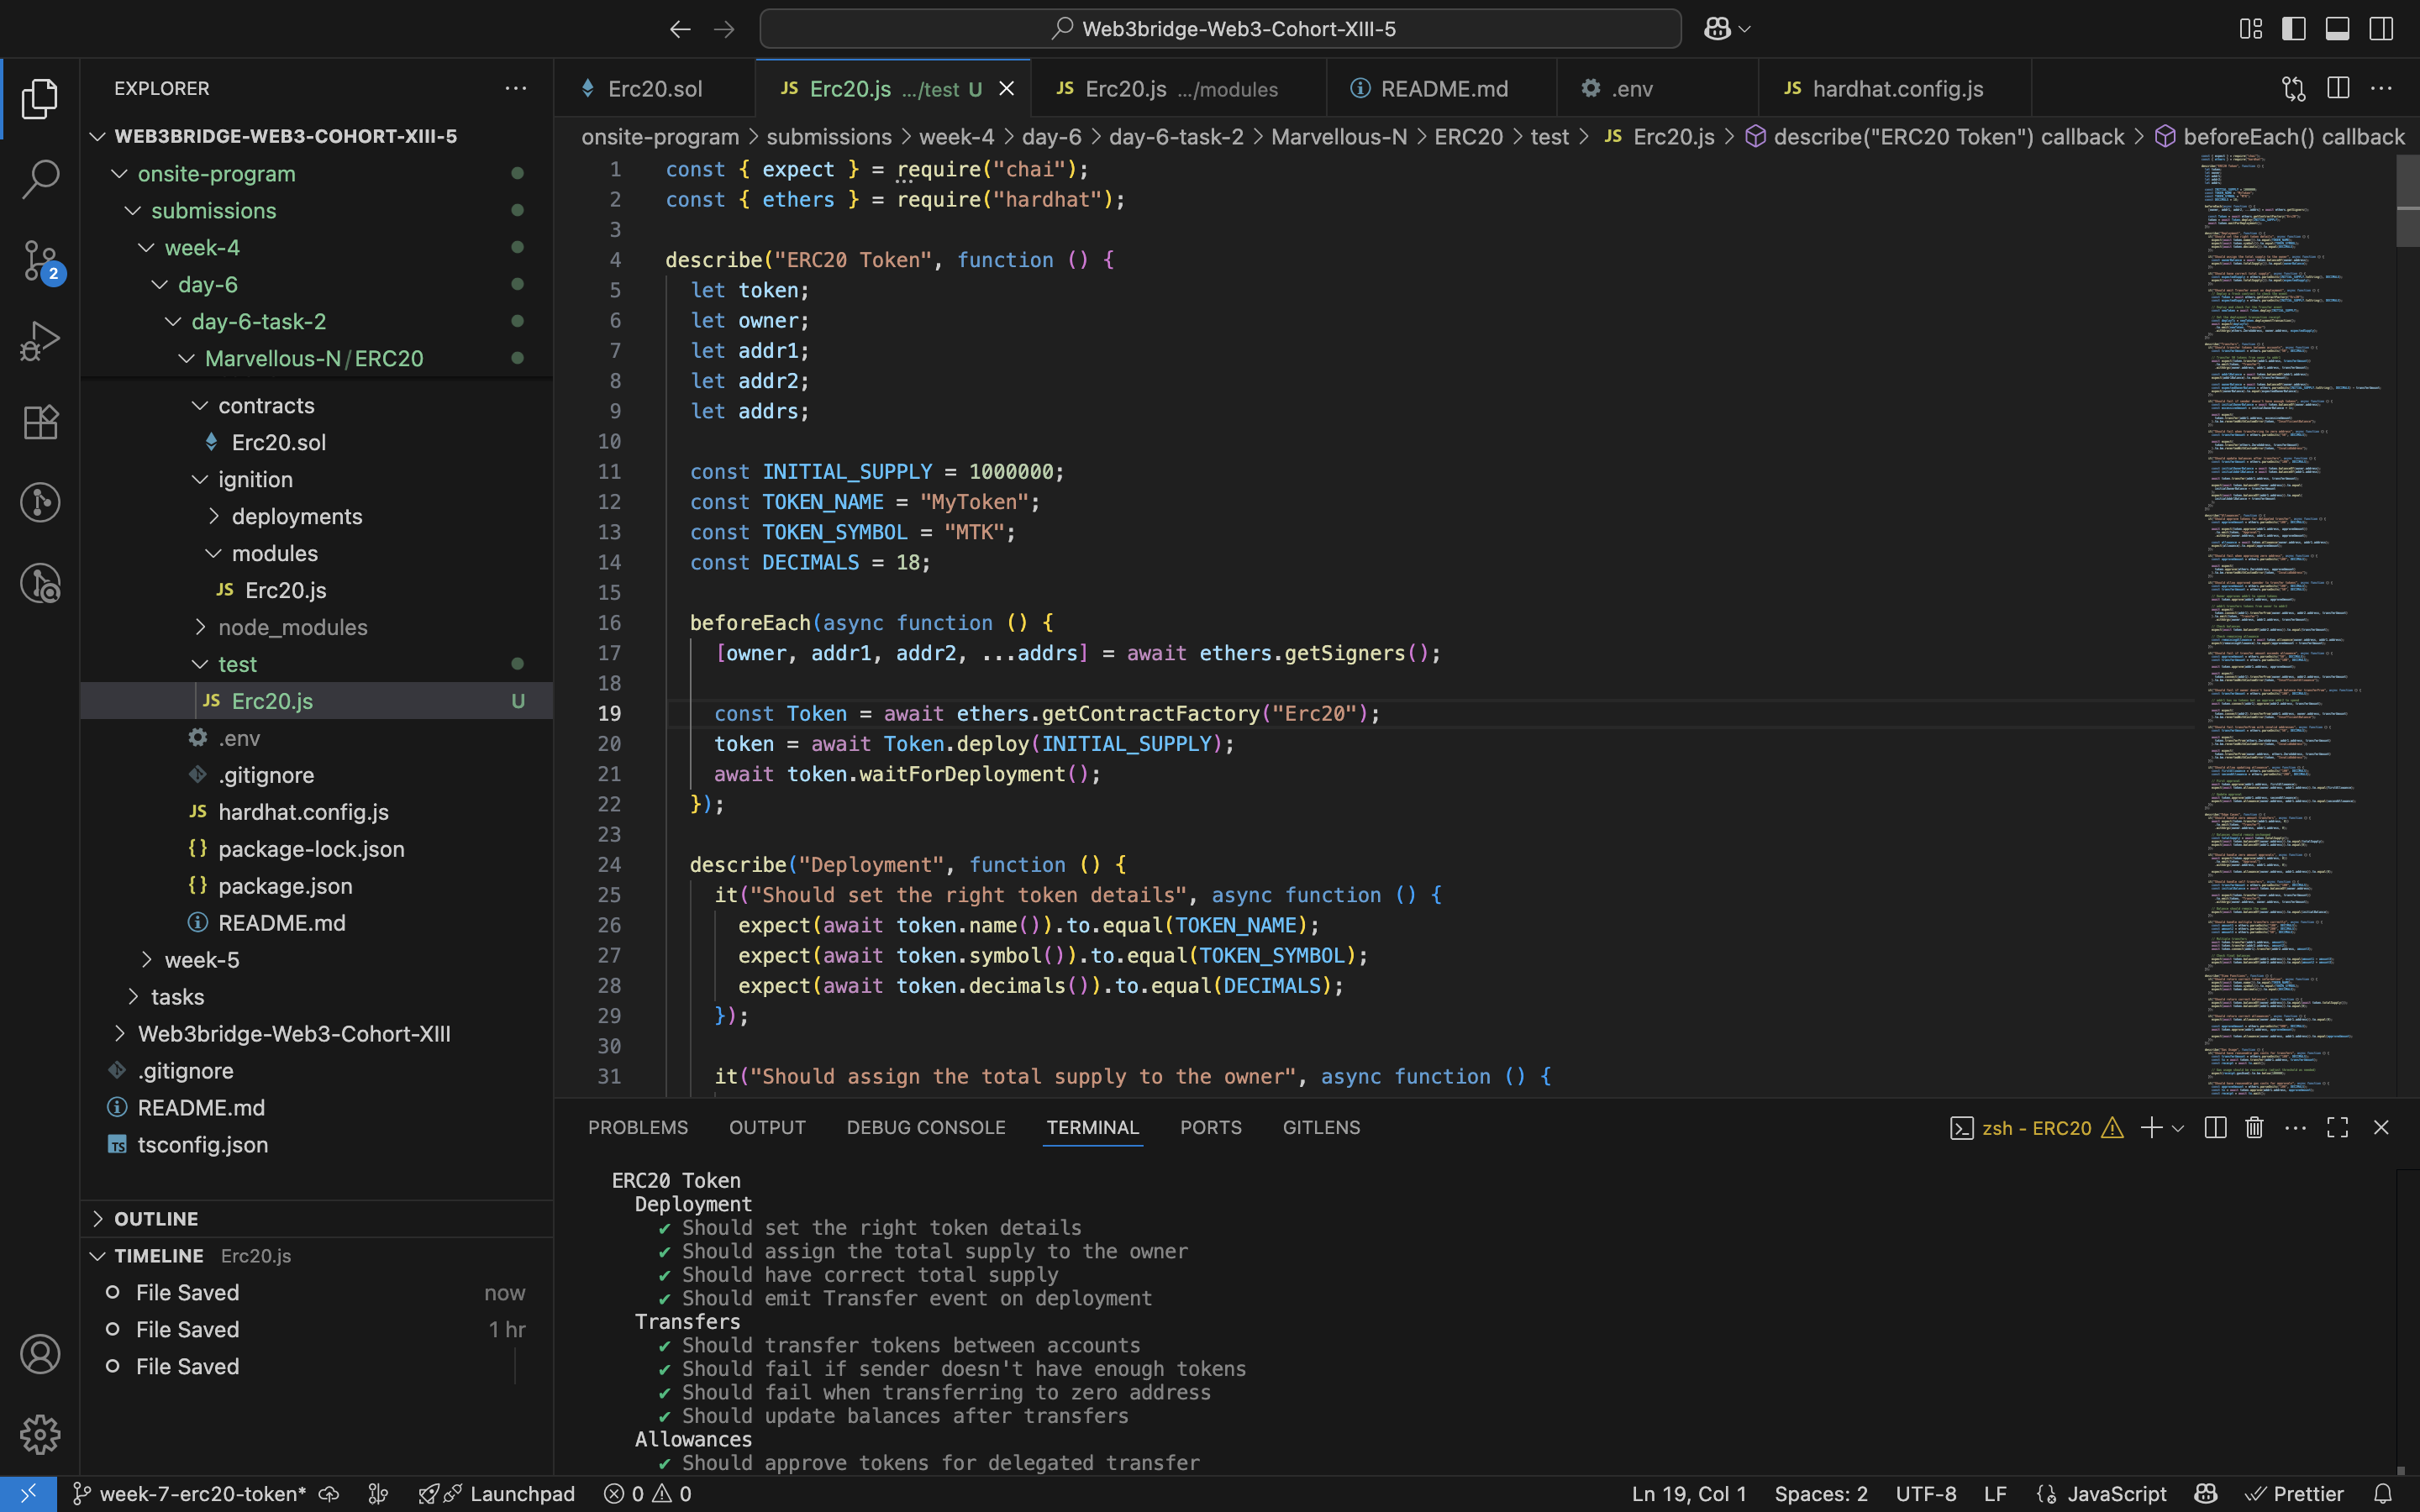 Web3bridge-Web3-Cohort-XIII-5
EXPLORER
WEB3BRIDGE-WEB3-COHORT-XIII-5
onsite-program
submissions
week-4
day-6
day-6-task-2
Marvellous-N / ERC20
contracts
Erc20.sol
ignition
deployments
modules
JS Erc20.js
node_modules
test
JS Erc20.js U
.env
.gitignore
JS hardhat.config.js
{} package-lock.json
{} package.json
README.md
week-5
tasks
Web3bridge-Web3-Cohort-XIII
.gitignore
README.md
TS tsconfig.json
OUTLINE
TIMELINE Erc20.js
File Saved now
File Saved 1 hr
File Saved
2
Erc20.sol
JS Erc20.js .../test U
JS Erc20.js .../modules
README.md
.env
JS hardhat.config.js
onsite-program > submissions > week-4 > day-6 > day-6-task-2 > Marvellous-N > ERC20 > test > JS Erc20.js > describe("ERC20 Token") callback > beforeEach() callback
1 const { expect } = require("chai");
2 const { ethers } = require("hardhat");
3
4 describe("ERC20 Token", function () {
5 let token;
6 let owner;
7 let addr1;
8 let addr2;
9 let addrs;
10
11 const INITIAL_SUPPLY = 1000000;
12 const TOKEN_NAME = "MyToken";
13 const TOKEN_SYMBOL = "MTK";
14 const DECIMALS = 18;
15
16 beforeEach(async function () {
17 [owner, addr1, addr2, ...addrs] = await ethers.getSigners();
18
19 const Token = await ethers.getContractFactory("Erc20");
20 token = await Token.deploy(INITIAL_SUPPLY);
21 await token.waitForDeployment();
22 });
23
24 describe("Deployment", function () {
25 it("Should set the right token details", async function () {
26 expect(await token.name()).to.equal(TOKEN_NAME);
27 expect(await token.symbol()).to.equal(TOKEN_SYMBOL);
28 expect(await token.decimals()).to.equal(DECIMALS);
29 });
30
31 it("Should assign the total supply to the owner", async function () {
PROBLEMS OUTPUT DEBUG CONSOLE TERMINAL PORTS GITLENS
zsh - ERC20
ERC20 Token
Deployment
✔ Should set the right token details
✔ Should assign the total supply to the owner
✔ Should have correct total supply
✔ Should emit Transfer event on deployment
Transfers
✔ Should transfer tokens between accounts
✔ Should fail if sender doesn't have enough tokens
✔ Should fail when transferring to zero address
✔ Should update balances after transfers
Allowances
✔ Should approve tokens for delegated transfer
week-7-erc20-token* Launchpad 0 0 Ln 19, Col 1 Spaces: 2 UTF-8 LF {} JavaScript Prettier